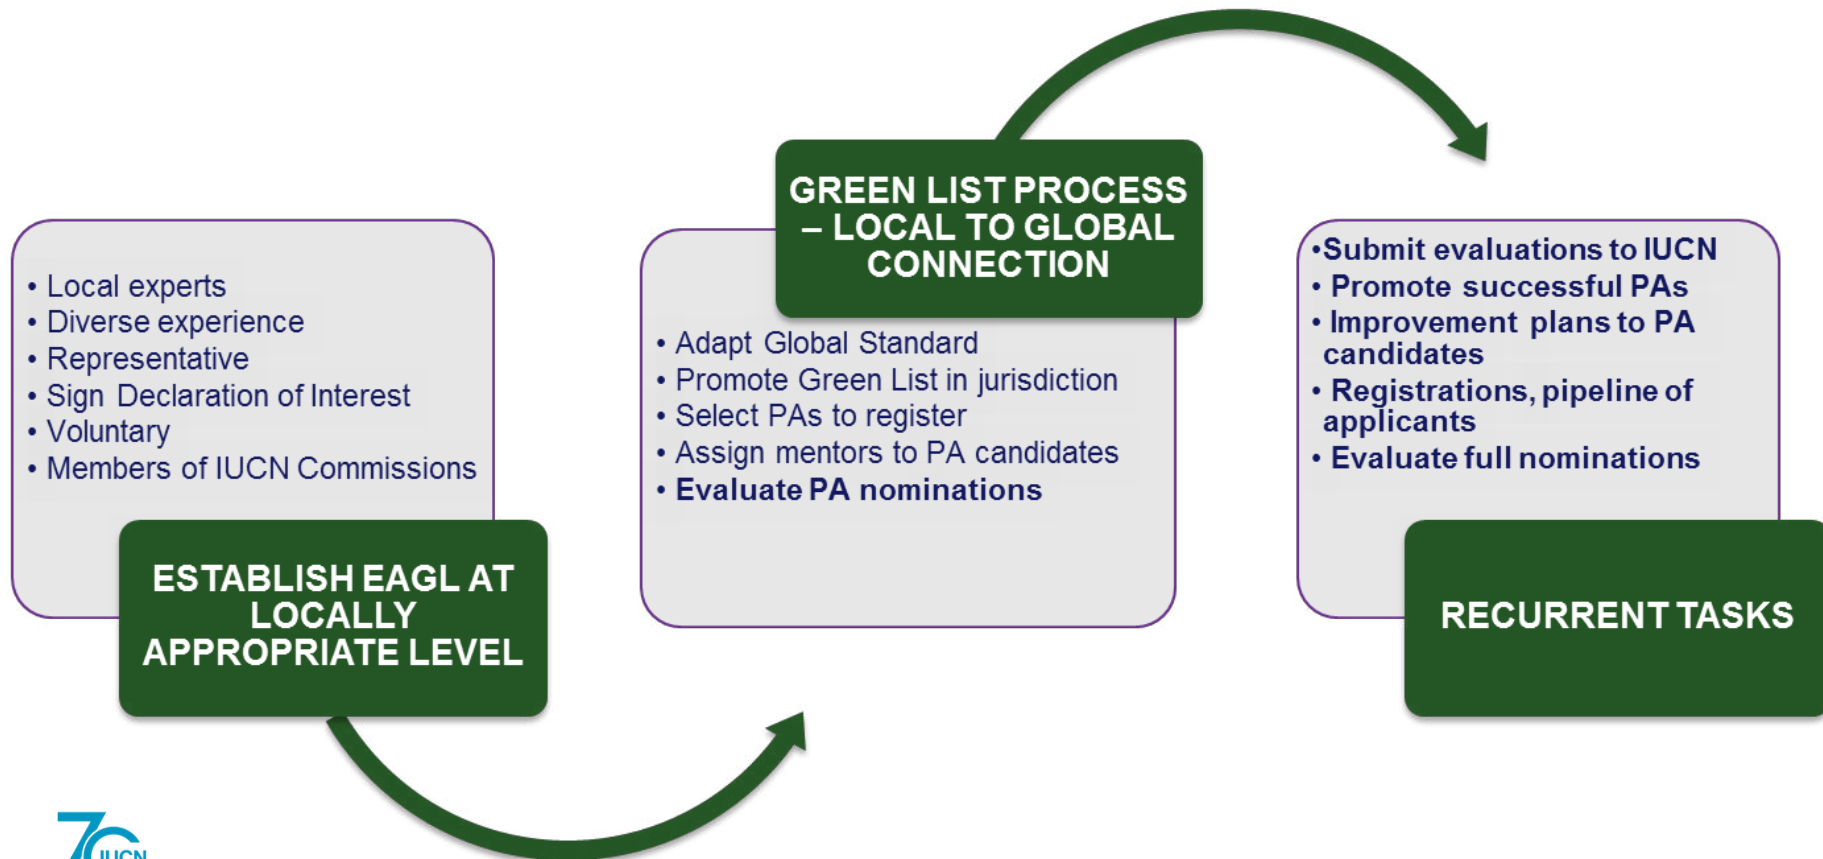 • Local experts
• Diverse experience
• Representative
• Sign Declaration of Interest
• Voluntary
• Members of IUCN Commissions
ESTABLISH EAGL AT
LOCALLY
APPROPRIATE LEVEL
GREEN LIST PROCESS
– LOCAL TO GLOBAL
CONNECTION
• Adapt Global Standard
• Promote Green List in jurisdiction
• Select PAs to register
• Assign mentors to PA candidates
• Evaluate PA nominations
•Submit evaluations to IUCN
• Promote successful PAs
• Improvement plans to PA
candidates
• Registrations, pipeline of
applicants
• Evaluate full nominations
RECURRENT TASKS
70
IUCN